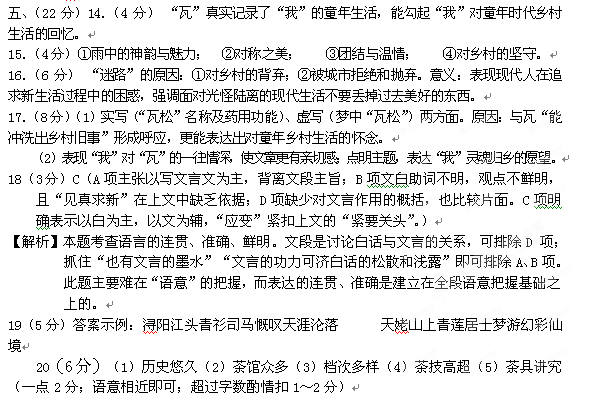 五、(22分) 14.(4分) “瓦”真实记录了“我”的童年生活，能勾起“我”对童年时代乡村
生活的回忆。
15.(4分)①雨中的神韵与魅力； ②对称之美； ③团结与温情； ④对乡村的坚守。
16.(6分) “迷路”的原因：①对乡村的背弃；②被城市拒绝和抛弃。意义：表现现代人在追
求新生活过程中的困惑，强调面对光怪陆离的现代生活不要丢掉过去美好的东西。
17.(8分)(1)实写(“瓦松”名称及药用功能)、虚写(梦中“瓦松”)两方面。原因：与瓦“能
冲洗出乡村旧事”形成呼应，更能表达出对童年乡村生活的怀念。
(2)表现“我”对“瓦”的一往情深，使文章更有亲切感；点明主题，表达“我”灵魂归乡的愿望。
18(3分)C(A项主张以写文言文为主，背离文段主旨；B项文白助词不明，观点不鲜明，
且“见真求新”在上文中缺乏依据；D项缺少对文言作用的概括，也比较片面。C项明
确表示以白为主，以文为辅，“应变”紧扣上文的“紧要关头”。)
【解析】本题考查语言的连贯、准确、鲜明。文段是讨论白话与文言的关系，可排除D项；
抓住“也有文言的墨水”“文言的功力可济白话的松散和浅露”即可排除A、B项。
此题主要难在“语意”的把握，而表达的连贯、准确是建立在全段语意把握基础之
上的。
19(5分)答案示例：浔阳江头青衫司马慨叹天涯沦落 天姥山上青莲居士梦游幻彩仙
境
20(6分)(1)历史悠久(2)茶馆众多(3)档次多样(4)茶技高超(5)茶具讲究
(一点2分；语意相近即可；超过字数酌情扣1～2分)